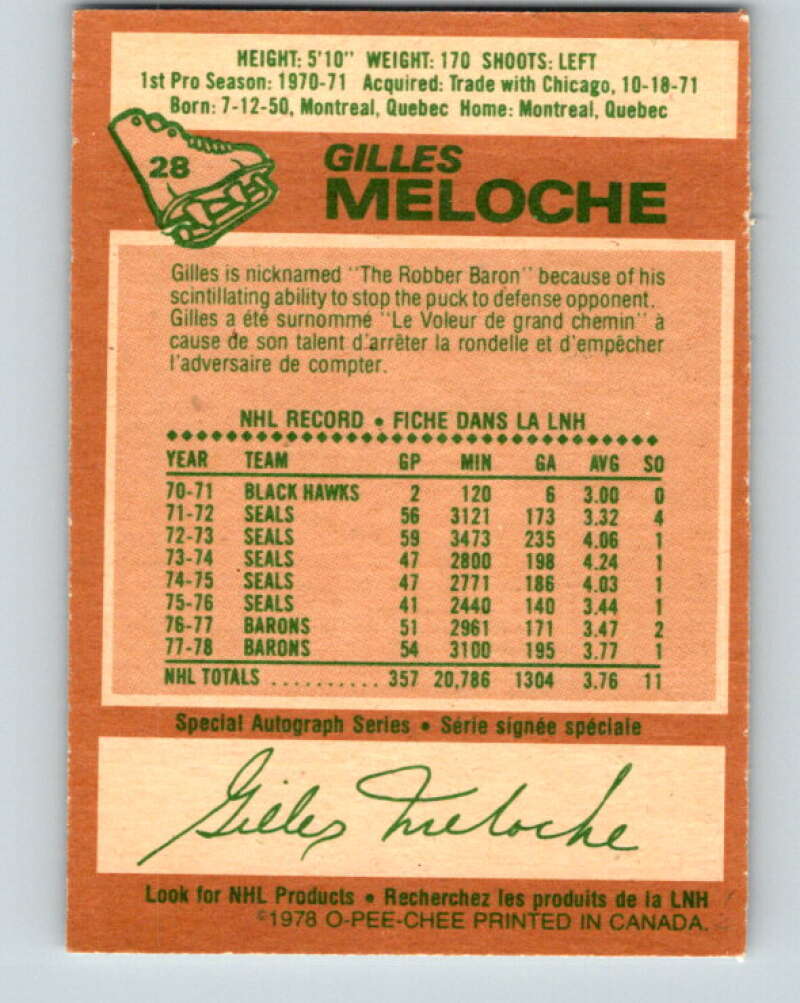 HEIGHT: 5'10" WEIGHT: 170 SHOOTS: LEFT
1st Pro Season: 1970-71 Acquired: Trade with Chicago, 10-18-71
Born: 7-12-50, Montreal, Quebec Home: Montreal, Quebec
28
GILLES
MELOCHE
Gilles is nicknamed "The Robber Baron" because of his
scintillating ability to stop the puck to defense opponent.
Gilles a été surnommé "Le Voleur de grand chemin" à
cause de son talent d'arrêter la rondelle et d'empêcher
l'adversaire de compter.
NHL RECORD • FICHE DANS LA LNH
YEAR TEAM GP MIN GA AVG SO
70-71 BLACK HAWKS 2 120 6 3.00 0
71-72 SEALS 56 3121 173 3.32 4
72-73 SEALS 59 3473 235 4.06 1
73-74 SEALS 47 2800 198 4.24 1
74-75 SEALS 47 2771 186 4.03 1
75-76 SEALS 41 2440 140 3.44 1
76-77 BARONS 51 2961 171 3.47 2
77-78 BARONS 54 3100 195 3.77 1
NHL TOTALS .......... 357 20,786 1304 3.76 11
Special Autograph Series • Série signée spéciale
Gilles Meloche
Look for NHL Products • Recherchez les produits de la LNH
©1978 O-PEE-CHEE PRINTED IN CANADA.